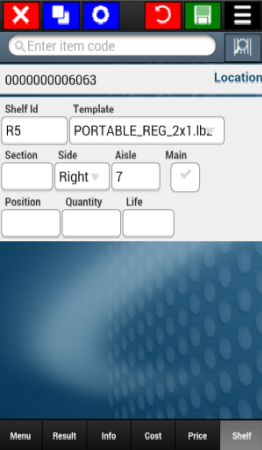 Enter item code
0000000006063 Location
Shelf Id Template
R5 PORTABLE_REG_2x1.lbz
Section Side Aisle Main
Right 7
Position Quantity Life
Menu Result Info Cost Price Shelf